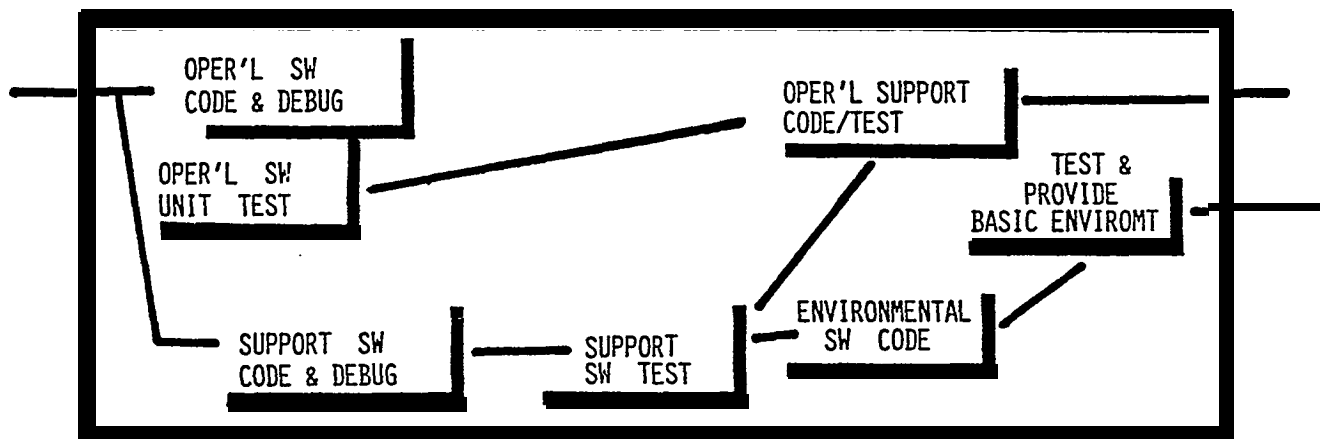 OPER'L SW
CODE & DEBUG
OPER'L SW
UNIT TEST
OPER'L SUPPORT
CODE/TEST
TEST &
PROVIDE
BASIC ENVIROMT
SUPPORT SW
CODE & DEBUG
SUPPORT
SW TEST
ENVIRONMENTAL
SW CODE